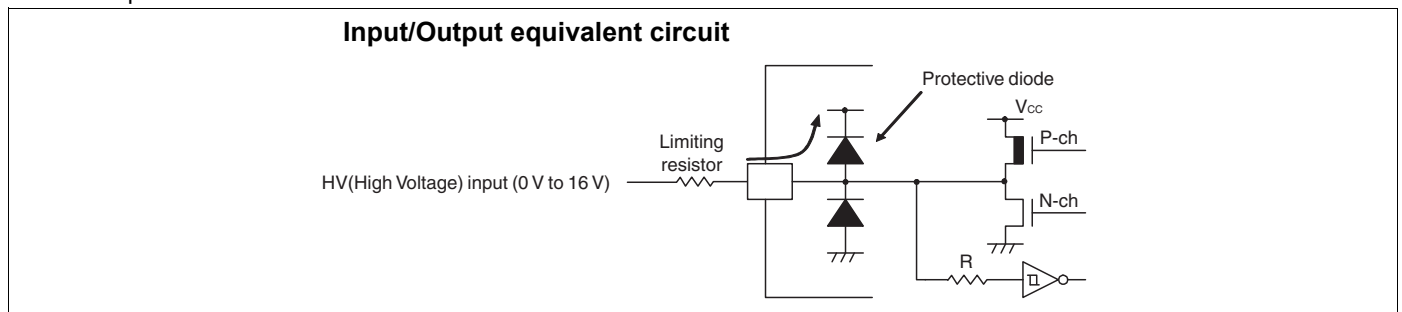 Input/Output equivalent circuit
Protective diode
Vcc
P-ch
Limiting
resistor
HV(High Voltage) input (0 V to 16 V)
N-ch
R